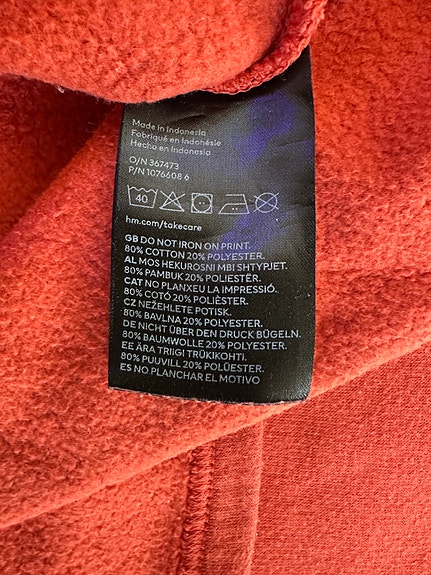 Made in Indonesia
Fabriqué en Indonésie
Hecho en Indonesia
O/N 367473
P/N 1076608 6
40
hm.com/takecare
GB DO NOT IRON ON PRINT.
80% COTTON 20% POLYESTER.
AL MOS HEKUROSNI MBI SHTYPJET.
80% PAMBUK 20% POLIESTËR.
CAT NO PLANXEU LA IMPRESSIÓ.
80% COTÓ 20% POLIÈSTER.
CZ NEŽEHLETE POTISK.
80% BAVLNA 20% POLYESTER.
DE NICHT ÜBER DEN DRUCK BÜGELN.
80% BAUMWOLLE 20% POLYESTER.
EE ÄRA TRIIGI TRÜKIKOHTI.
80% PUUVILL 20% POLÜESTER.
ES NO PLANCHAR EL MOTIVO